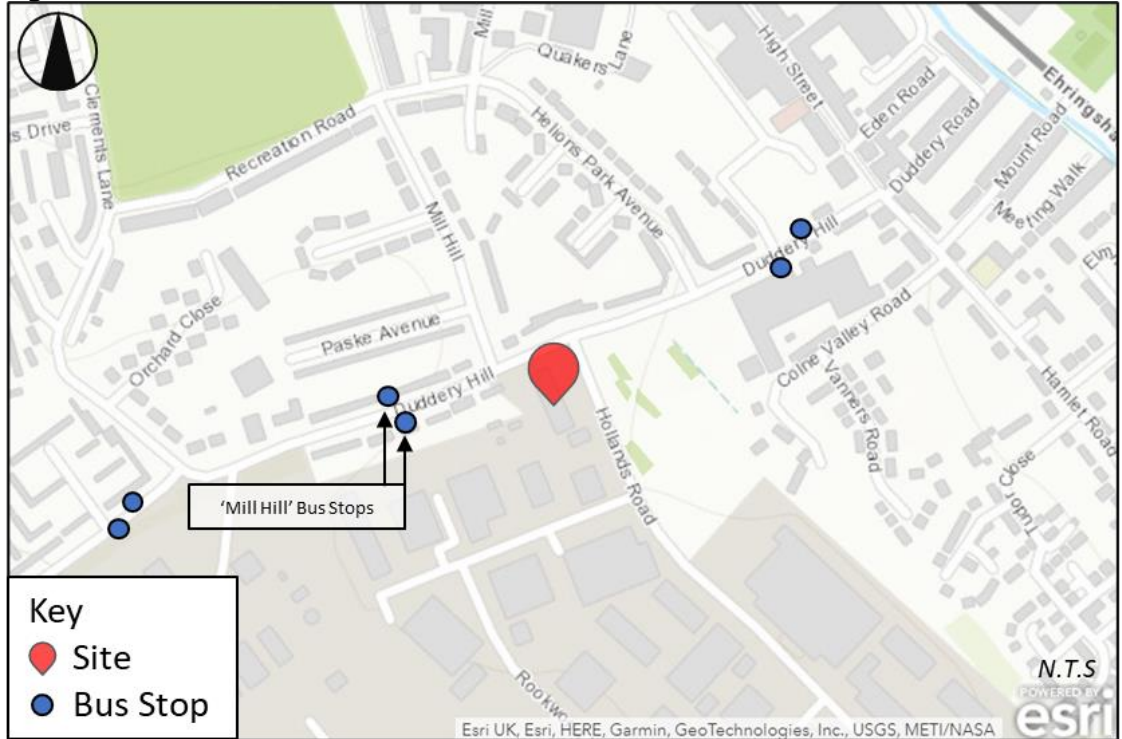 Mill
Quakers Lane
High Street
Ehringsha
Clements Lane
s Drive
Recreation Road
Helions Park Avenue
Eden Road
Duddery Road
Mount Road
Meeting Walk
Mill Hill
Duddery Hill
Elm
Orchard Close
Paske Avenue
Colne Valley Road
Vanners Road
Hamlet Road
Duddery Hill
Hollands Road
Tudor Close
'Mill Hill' Bus Stops
Key
Site
Bus Stop
Rookwo
N.T.S
POWERED BY
esri
Esri UK, Esri, HERE, Garmin, GeoTechnologies, Inc., USGS, METI/NASA